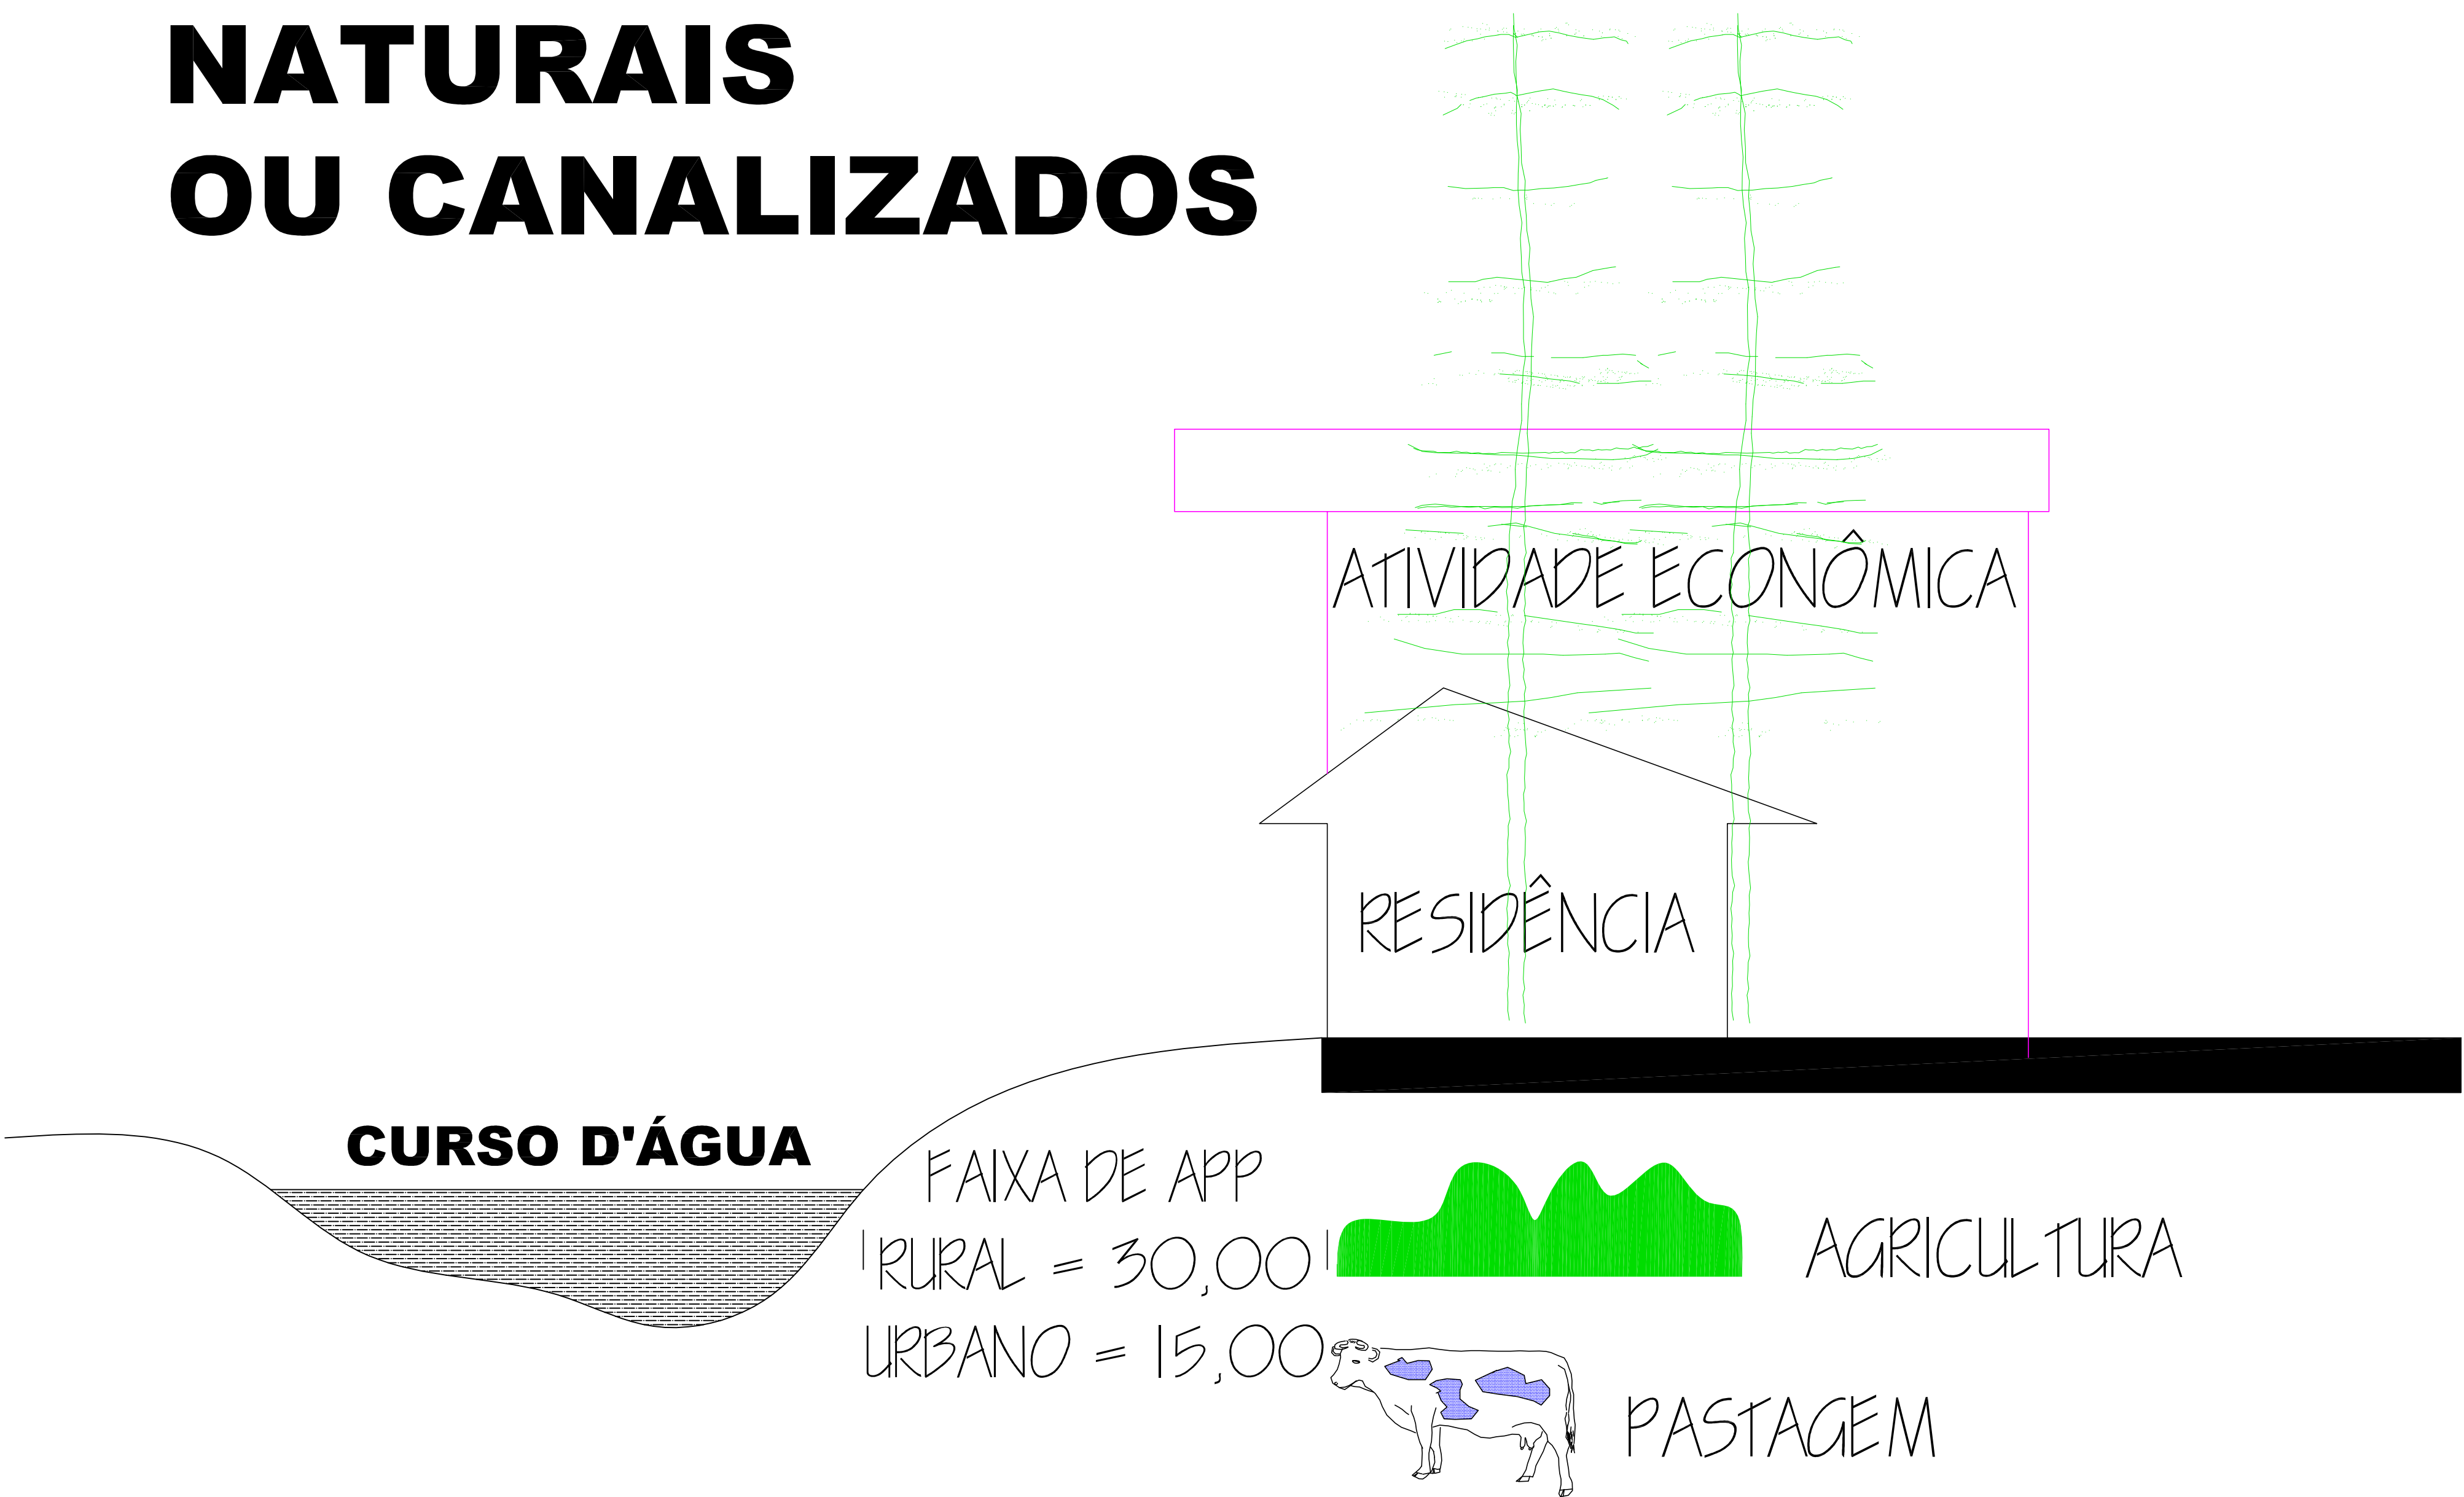 NATURAIS
OU CANALIZADOS
ATIVIDADE ECONÔMICA
RESIDÊNCIA
CURSO D'ÁGUA
FAIXA DE APP
RURAL = 30,00
URBANO = 15,00
AGRICULTURA
PASTAGEM